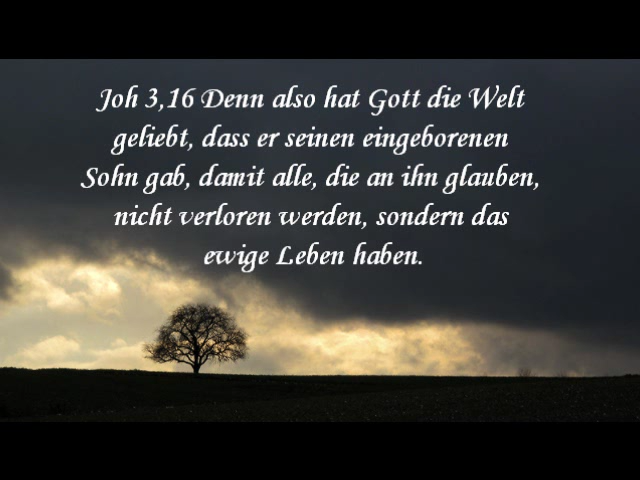 Joh 3,16 Denn also hat Gott die Welt
geliebt, dass er seinen eingeborenen
Sohn gab, damit alle, die an ihn glauben,
nicht verloren werden, sondern das
ewige Leben haben.